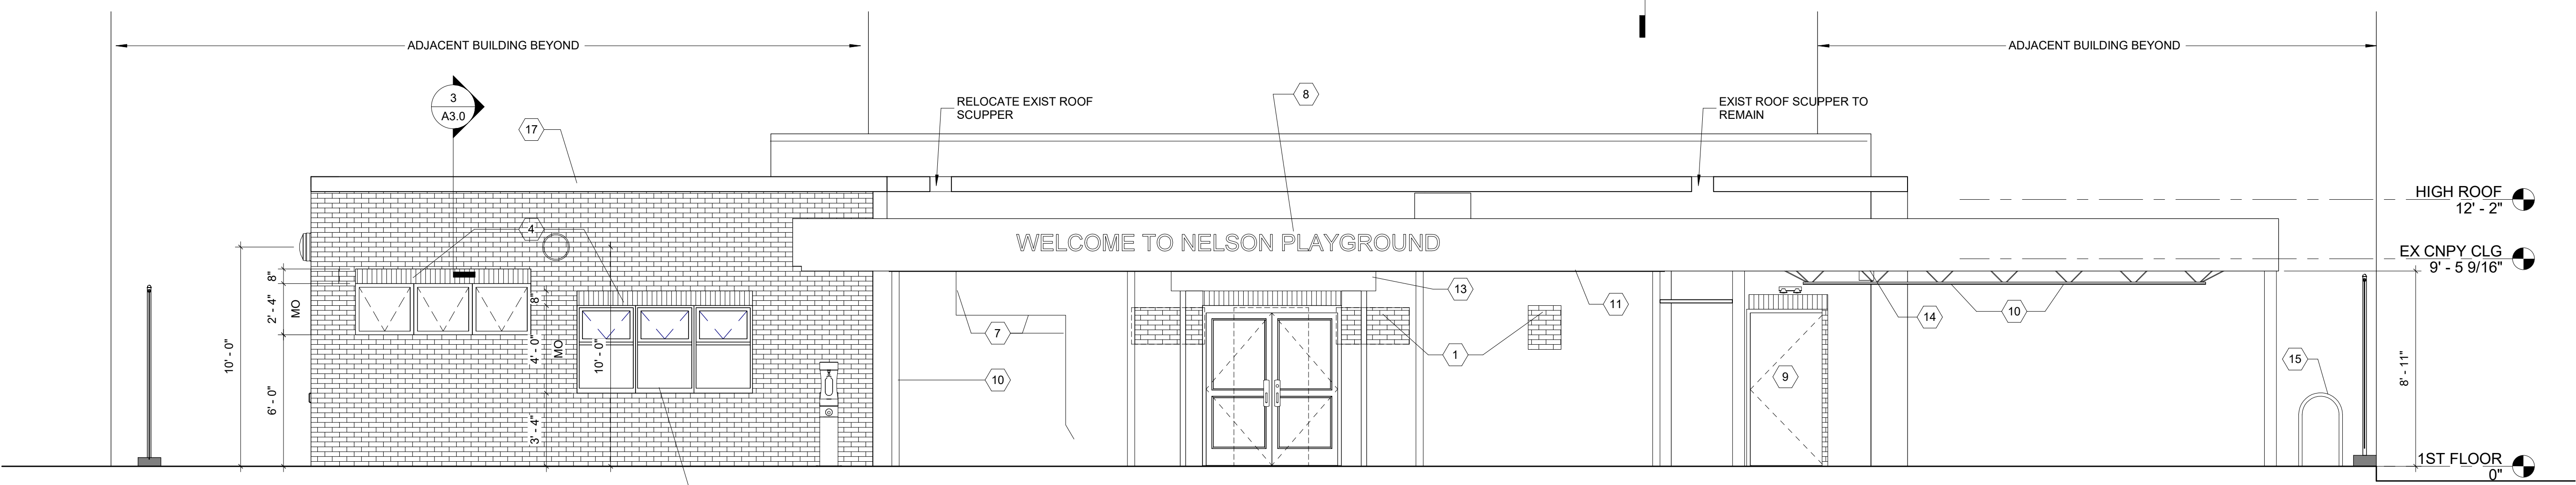 ADJACENT BUILDING BEYOND
ADJACENT BUILDING BEYOND
3
A3.0
17
RELOCATE EXIST ROOF
SCUPPER
8
EXIST ROOF SCUPPER TO
REMAIN
HIGH ROOF
12' - 2"
4
WELCOME TO NELSON PLAYGROUND
EX CNPY CLG
9' - 5 9/16"
8"
2' - 4"
MO
10' - 0"
6' - 0"
8"
4' - 0"
MO
10' - 0"
3' - 4"
7
10
13
11
1
9
14
10
15
8' - 11"
1ST FLOOR
0"